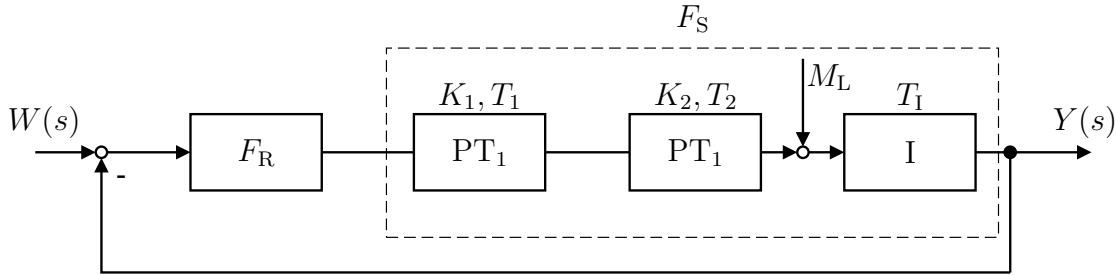 F_S
K_1, T_1
K_2, T_2
M_L
T_I
W(s)
Y(s)
F_R
PT_1
PT_1
I
-